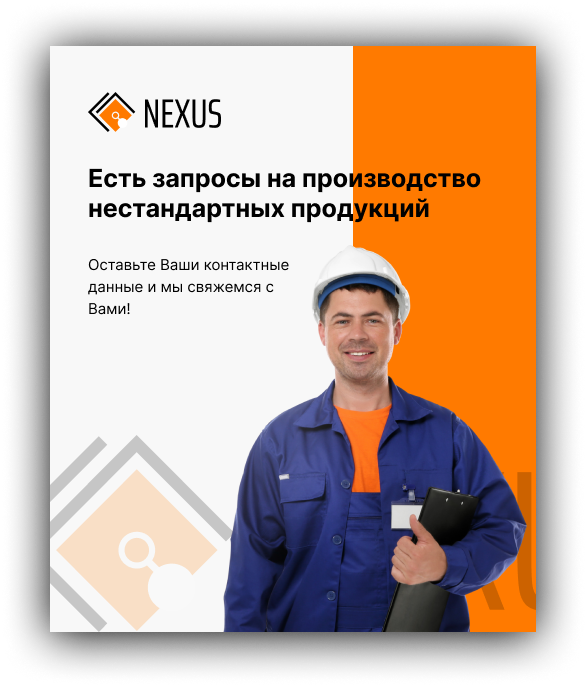 NEXUS
Есть запросы на производство
нестандартных продукций
Оставьте Ваши контактные
данные и мы свяжемся с
Вами!